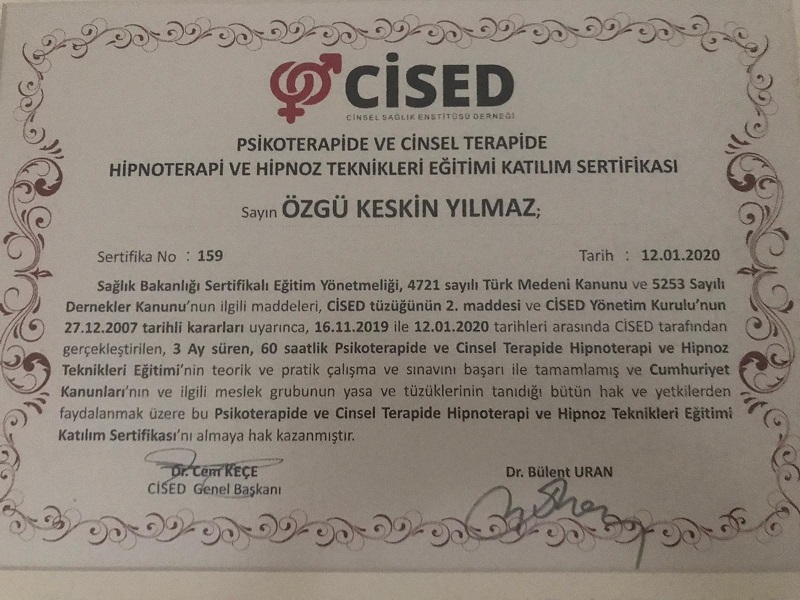 CİSED
CİNSEL SAĞLIK ENSTİTÜSÜ DERNEĞİ
PSİKOTERAPİDE VE CİNSEL TERAPİDE
HİPNOTERAPİ VE HİPNOZ TEKNİKLERİ EĞİTİMİ KATILIM SERTİFİKASI
Sayın ÖZGÜ KESKİN YILMAZ;
Sertifika No : 159 Tarih : 12.01.2020
Sağlık Bakanlığı Sertifikalı Eğitim Yönetmeliği, 4721 sayılı Türk Medeni Kanunu ve 5253 Sayılı
Dernekler Kanunu'nun ilgili maddeleri, CİSED tüzüğünün 2. maddesi ve CİSED Yönetim Kurulu'nun
27.12.2007 tarihli kararları uyarınca, 16.11.2019 ile 12.01.2020 tarihleri arasında CİSED tarafından
gerçekleştirilen, 3 Ay süren, 60 saatlik Psikoterapide ve Cinsel Terapide Hipnoterapi ve Hipnoz
Teknikleri Eğitimi'nin teorik ve pratik çalışma ve sınavını başarı ile tamamlamış ve Cumhuriyet
Kanunları'nın ve ilgili meslek grubunun yasa ve tüzüklerinin tanıdığı bütün hak ve yetkilerden
faydalanmak üzere bu Psikoterapide ve Cinsel Terapide Hipnoterapi ve Hipnoz Teknikleri Eğitimi
Katılım Sertifikası'nı almaya hak kazanmıştır.
Dr. Cem KEÇE Dr. Bülent URAN
CİSED Genel Başkanı